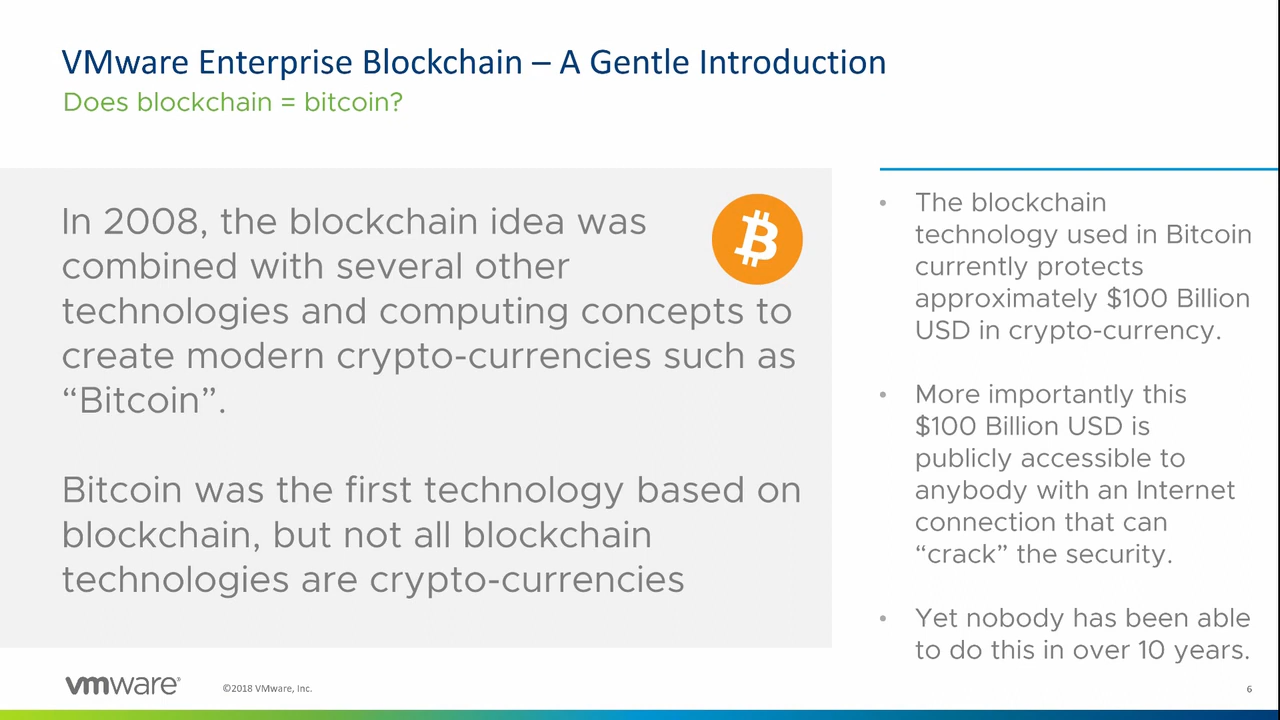 VMware Enterprise Blockchain – A Gentle Introduction
Does blockchain = bitcoin?
In 2008, the blockchain idea was
combined with several other
technologies and computing concepts to
create modern crypto-currencies such as
“Bitcoin”.
Bitcoin was the first technology based on
blockchain, but not all blockchain
technologies are crypto-currencies
• The blockchain
technology used in Bitcoin
currently protects
approximately $100 Billion
USD in crypto-currency.
• More importantly this
$100 Billion USD is
publicly accessible to
anybody with an Internet
connection that can
“crack” the security.
• Yet nobody has been able
to do this in over 10 years.
vmware®
©2018 VMware, Inc.
6